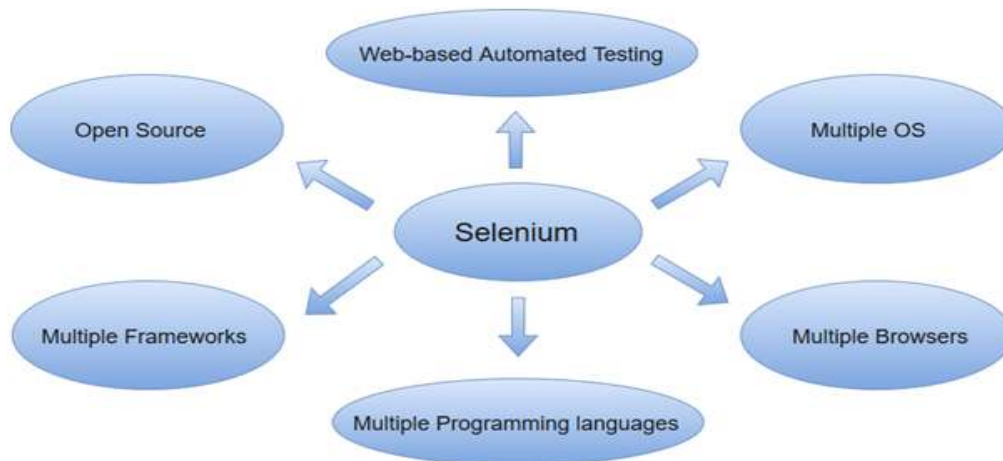 Web-based Automated Testing
Open Source
Multiple OS
Selenium
Multiple Frameworks
Multiple Browsers
Multiple Programming languages